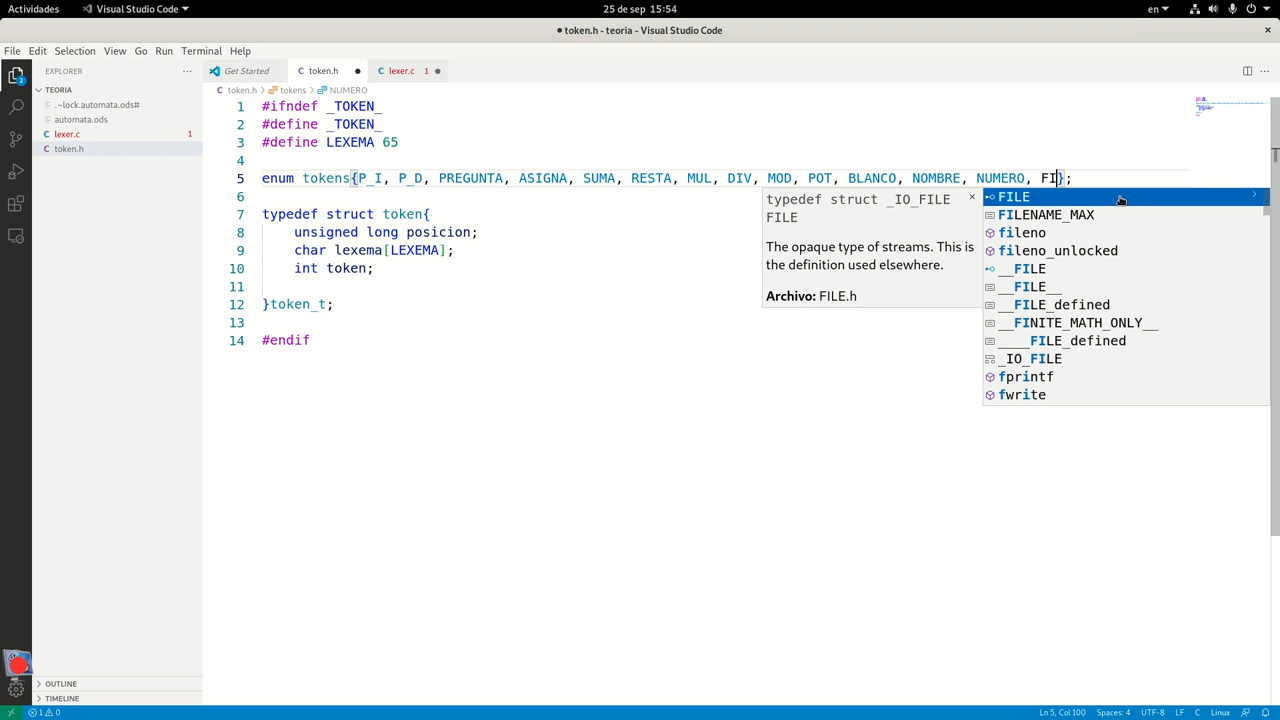 Actividades Visual Studio Code 25 de sep 15:54 en
● token.h - teoria - Visual Studio Code ×
File Edit Selection View Go Run Terminal Help
EXPLORER ··· Get Started token.h ● lexer.c 1 ● ···
TEORIA
.~lock.automata.ods#
automata.ods
lexer.c 1
token.h
2
token.h > tokens > NUMERO
1 #ifndef _TOKEN_
2 #define _TOKEN_
3 #define LEXEMA 65
4
5 enum tokens{P_I, P_D, PREGUNTA, ASIGNA, SUMA, RESTA, MUL, DIV, MOD, POT, BLANCO, NOMBRE, NUMERO, FI};
6
7 typedef struct token{
8 unsigned long posicion;
9 char lexema[LEXEMA];
10 int token;
11
12 }token_t;
13
14 #endif
typedef struct _IO_FILE ×
FILE
The opaque type of streams. This is
the definition used elsewhere.
Archivo: FILE.h
FILE >
FILENAME_MAX
fileno
fileno_unlocked
__FILE
__FILE__
__FILE_defined
__FINITE_MATH_ONLY__
____FILE_defined
_IO_FILE
fprintf
fwrite
OUTLINE
TIMELINE
1 0 Ln 5, Col 100 Spaces: 4 UTF-8 LF C Linux